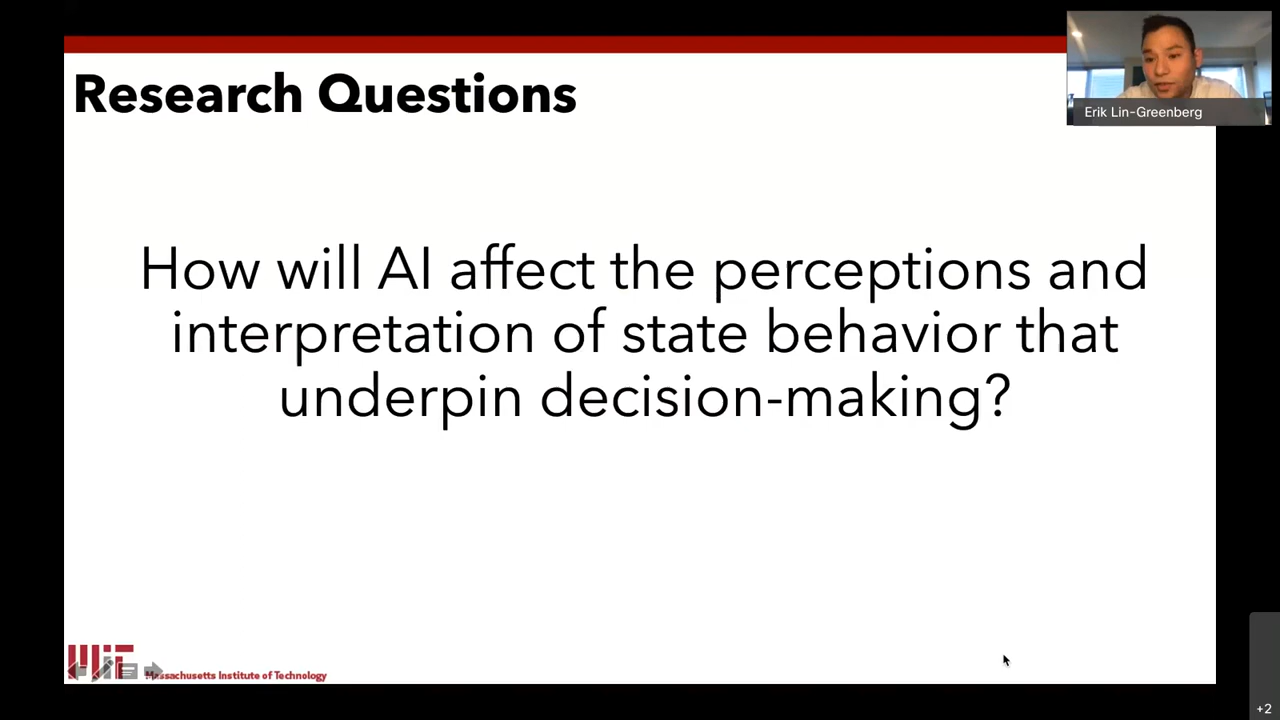 Research Questions
Erik Lin-Greenberg
How will AI affect the perceptions and
interpretation of state behavior that
underpin decision-making?
MIT
Massachusetts Institute of Technology
+2